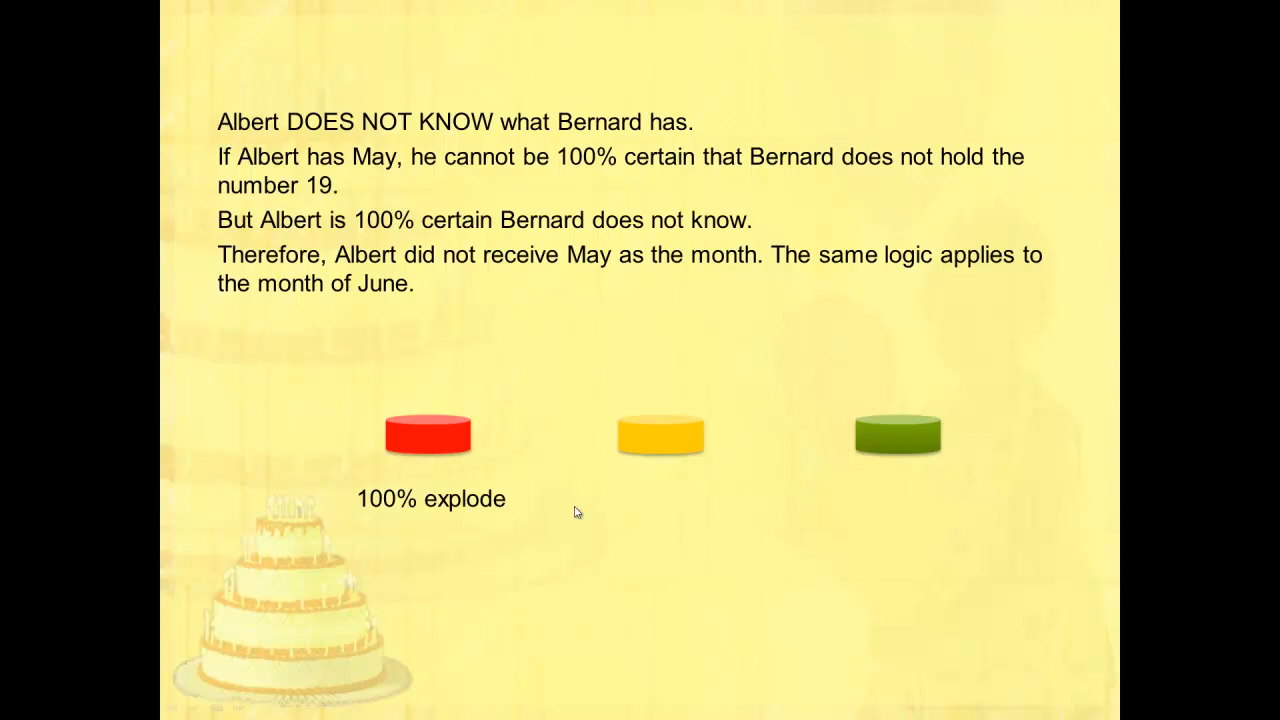 Albert DOES NOT KNOW what Bernard has.
If Albert has May, he cannot be 100% certain that Bernard does not hold the
number 19.
But Albert is 100% certain Bernard does not know.
Therefore, Albert did not receive May as the month. The same logic applies to
the month of June.
100% explode